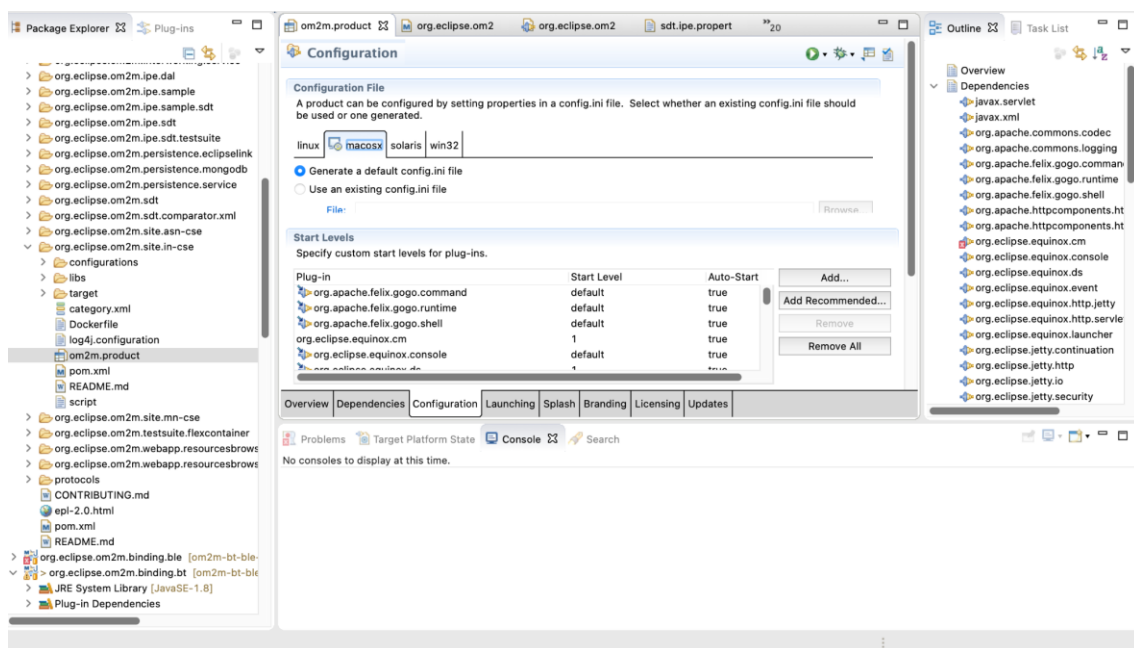 Package Explorer
Plug-ins
org.eclipse.om2m.ipe.dal
org.eclipse.om2m.ipe.sample
org.eclipse.om2m.ipe.sample.sdt
org.eclipse.om2m.ipe.sdt
org.eclipse.om2m.ipe.sdt.testsuite
org.eclipse.om2m.persistence.eclipselink
org.eclipse.om2m.persistence.mongodb
org.eclipse.om2m.persistence.service
org.eclipse.om2m.sdt
org.eclipse.om2m.sdt.comparator.xml
org.eclipse.om2m.site.asn-cse
org.eclipse.om2m.site.in-cse
configurations
libs
target
category.xml
Dockerfile
log4j.configuration
om2m.product
pom.xml
README.md
script
org.eclipse.om2m.site.mn-cse
org.eclipse.om2m.testsuite.flexcontainer
org.eclipse.om2m.webapp.resourcesbrows
org.eclipse.om2m.webapp.resourcesbrows
protocols
CONTRIBUTING.md
epl-2.0.html
pom.xml
README.md
org.eclipse.om2m.binding.ble [om2m-bt-ble-
> org.eclipse.om2m.binding.bt [om2m-bt-ble
JRE System Library [JavaSE-1.8]
Plug-in Dependencies
om2m.product
org.eclipse.om2
org.eclipse.om2
sdt.ipe.propert
»20
Configuration
Configuration File
A product can be configured by setting properties in a config.ini file. Select whether an existing config.ini file should
be used or one generated.
linux macosx solaris win32
Generate a default config.ini file
Use an existing config.ini file
File: Browse...
Start Levels
Specify custom start levels for plug-ins.
Plug-in Start Level Auto-Start
org.apache.felix.gogo.command default true
org.apache.felix.gogo.runtime default true
org.apache.felix.gogo.shell default true
org.eclipse.equinox.cm 1 true
org.eclipse.equinox.console default true
org.eclipse.equinox.ds 1 true
Add...
Add Recommended...
Remove
Remove All
Overview Dependencies Configuration Launching Splash Branding Licensing Updates
Problems Target Platform State Console Search
No consoles to display at this time.
Outline
Task List
Overview
Dependencies
javax.servlet
javax.xml
org.apache.commons.codec
org.apache.commons.logging
org.apache.felix.gogo.comman
org.apache.felix.gogo.runtime
org.apache.felix.gogo.shell
org.apache.httpcomponents.ht
org.apache.httpcomponents.ht
org.eclipse.equinox.cm
org.eclipse.equinox.console
org.eclipse.equinox.ds
org.eclipse.equinox.event
org.eclipse.equinox.http.jetty
org.eclipse.equinox.http.servle
org.eclipse.equinox.launcher
org.eclipse.jetty.continuation
org.eclipse.jetty.http
org.eclipse.jetty.io
org.eclipse.jetty.security